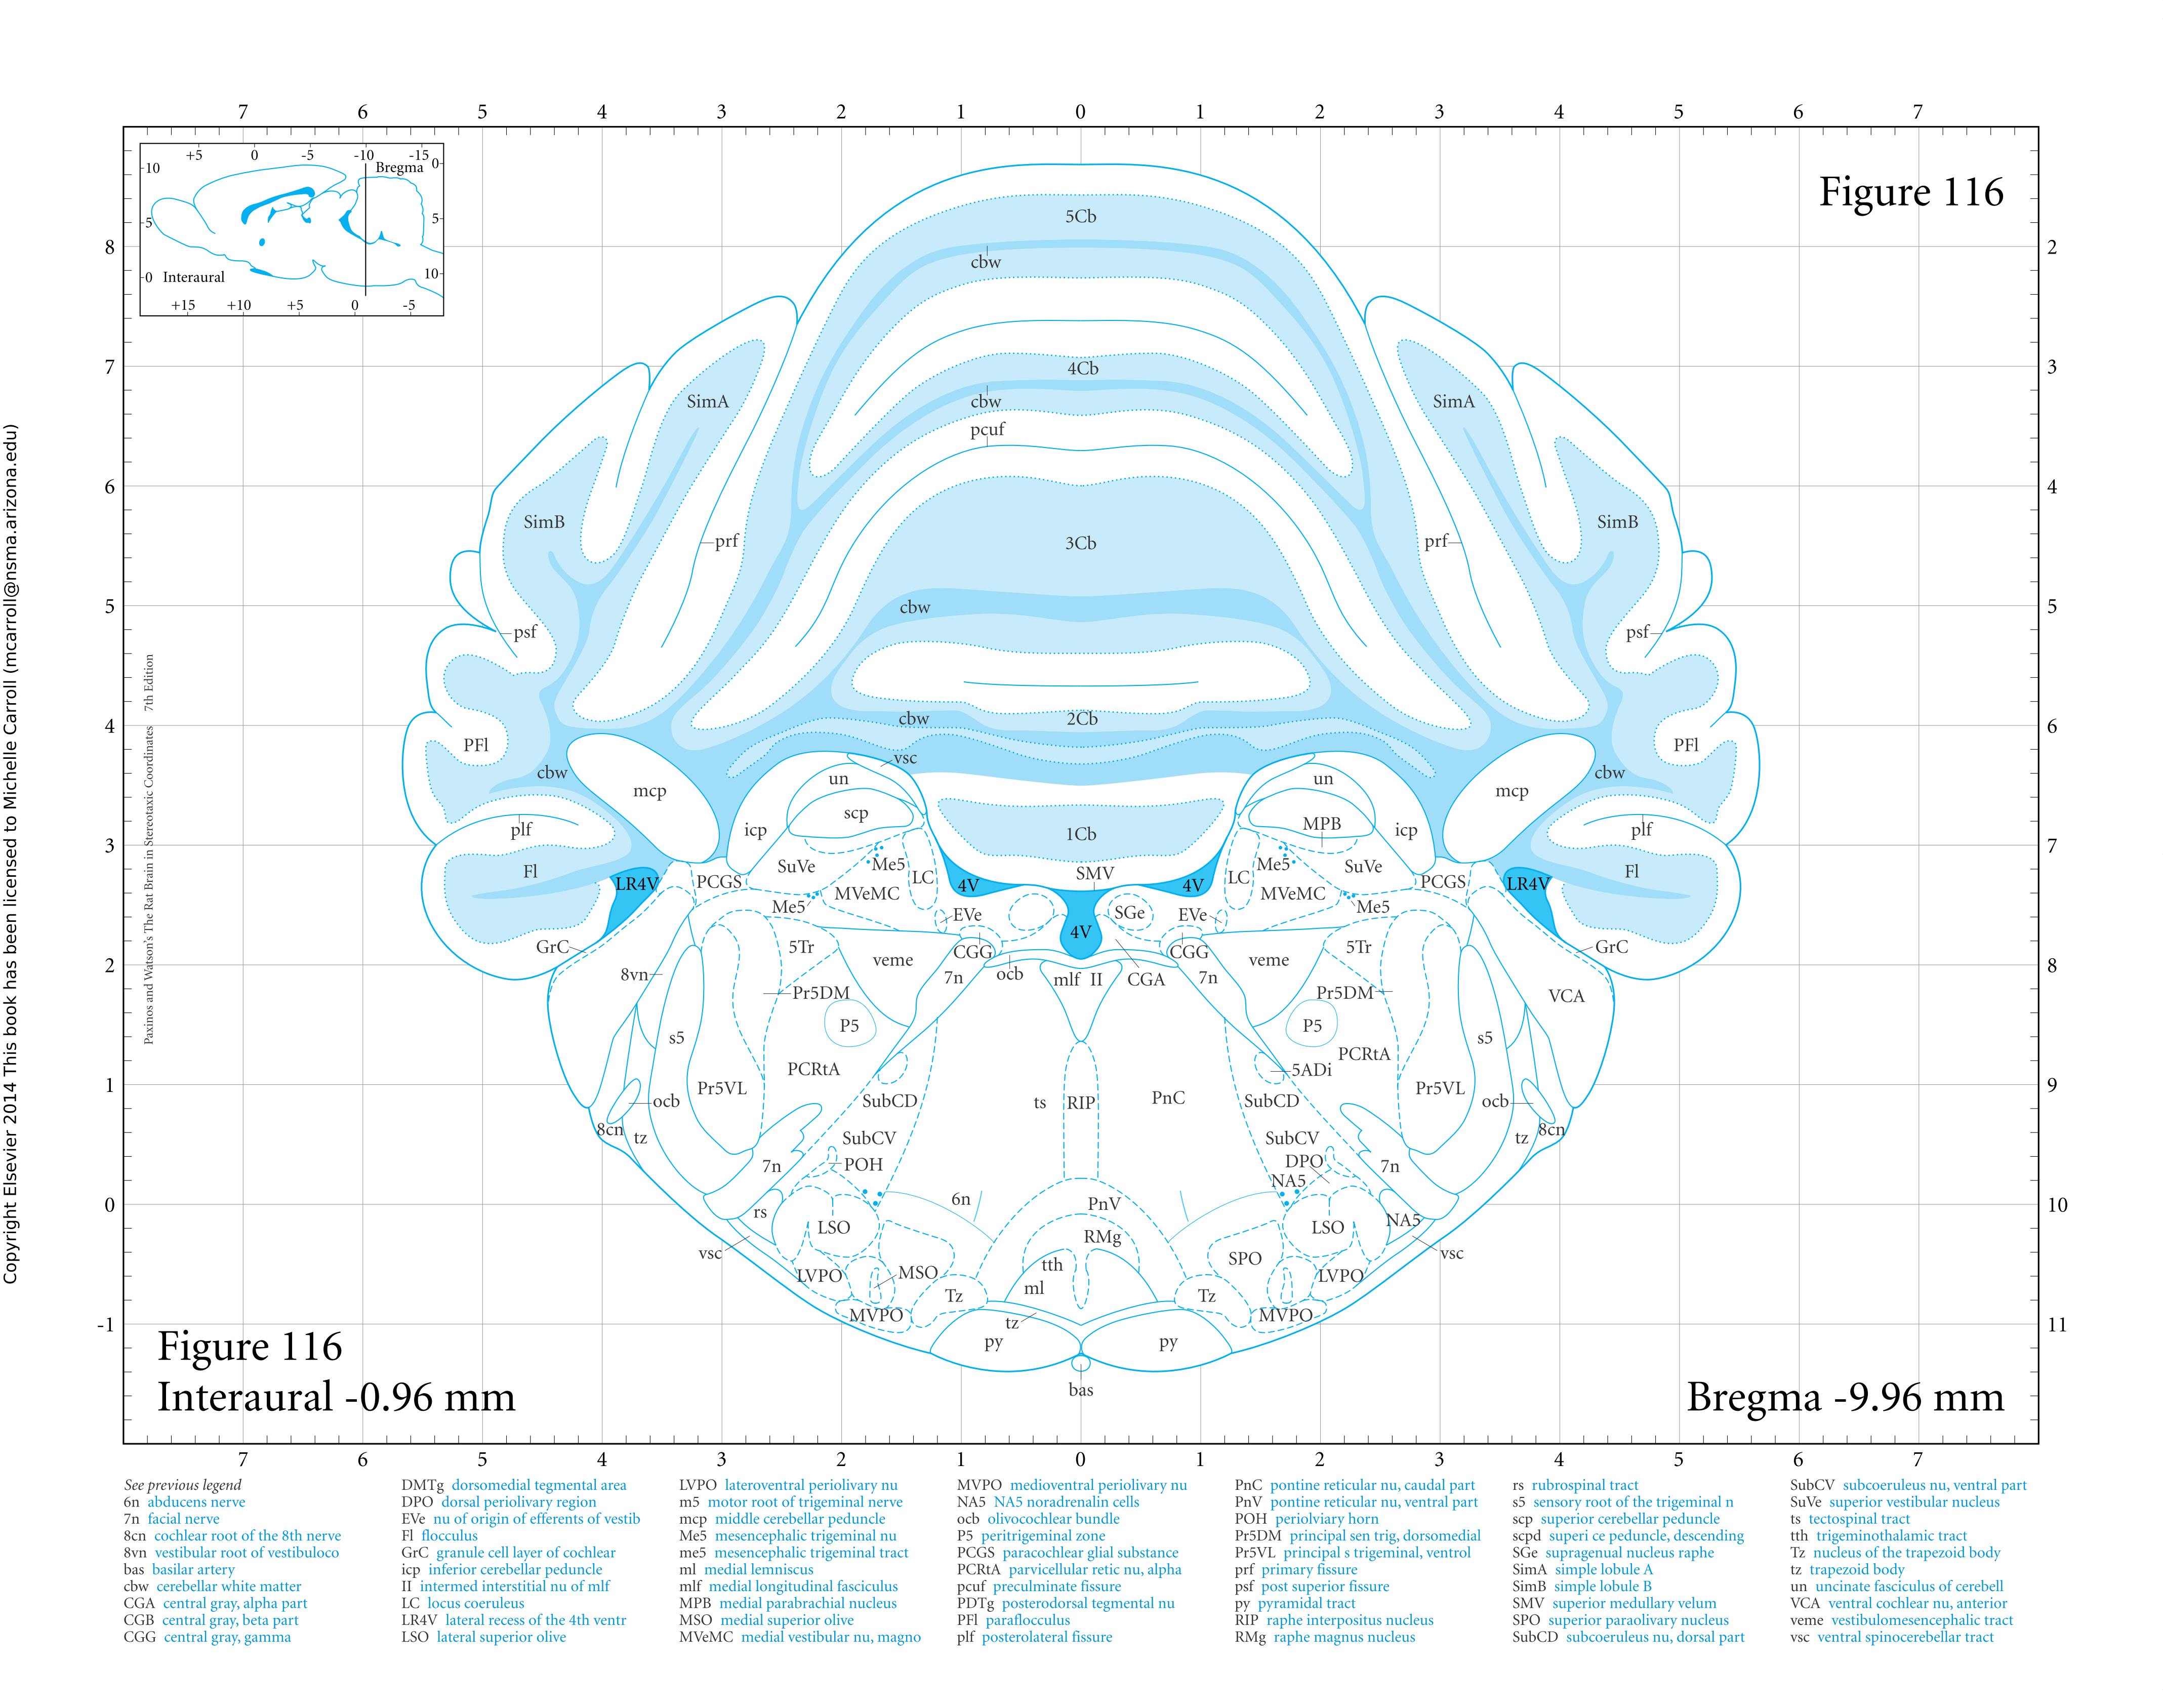 7 6 5 4 3 2 1 0 1 2 3 4 5 6 7
+5 0 -5 -10 -15
Bregma 0
10
5
5
10
0 Interaural
+15 +10 +5 0 -5
Figure 116
8 2
7 3
6 4
5 5
4 6
3 7
2 8
1 9
0 10
-1 11
5Cb
cbw
4Cb
SimA cbw SimA
pcuf
SimB SimB
prf 3Cb prf
cbw
psf psf
cbw 2Cb
PFl PFl
vsc
cbw un un cbw
mcp mcp
scp MPB
plf icp 1Cb icp plf
SuVe Me5 Me5 SuVe
Fl SMV Fl
LR4V PCGS LC 4V 4V LC PCGS LR4V
MVeMC MVeMC
Me5 EVe SGe EVe Me5
4V
GrC 5Tr CGG CGG 5Tr GrC
veme veme
8vn 7n ocb mlf II CGA 7n
Pr5DM Pr5DM VCA
P5 P5
s5 s5
PCRtA PCRtA
5ADi
Pr5VL Pr5VL
ocb SubCD ts RIP PnC SubCD ocb
8cn tz SubCV SubCV tz 8cn
7n POH DPO 7n
NA5
6n PnV
rs LSO LSO NA5
RMg
vsc SPO vsc
LVPO MSO tth LVPO
ml
Tz Tz
MVPO MVPO
tz
py py
bas
Figure 116
Interaural -0.96 mm
Bregma -9.96 mm
7 6 5 4 3 2 1 0 1 2 3 4 5 6 7
Paxinos and Watson's The Rat Brain in Stereotaxic Coordinates 7th Edition
Copyright Elsevier 2014 This book has been licensed to Michelle Carroll (mcarroll@nsma.arizona.edu)
See previous legend
6n abducens nerve
7n facial nerve
8cn cochlear root of the 8th nerve
8vn vestibular root of vestibuloco
bas basilar artery
cbw cerebellar white matter
CGA central gray, alpha part
CGB central gray, beta part
CGG central gray, gamma
DMTg dorsomedial tegmental area
DPO dorsal periolivary region
EVe nu of origin of efferents of vestib
Fl flocculus
GrC granule cell layer of cochlear
icp inferior cerebellar peduncle
II intermed interstitial nu of mlf
LC locus coeruleus
LR4V lateral recess of the 4th ventr
LSO lateral superior olive
LVPO lateroventral periolivary nu
m5 motor root of trigeminal nerve
mcp middle cerebellar peduncle
Me5 mesencephalic trigeminal nu
me5 mesencephalic trigeminal tract
ml medial lemniscus
mlf medial longitudinal fasciculus
MPB medial parabrachial nucleus
MSO medial superior olive
MVeMC medial vestibular nu, magno
MVPO medioventral periolivary nu
NA5 NA5 noradrenalin cells
ocb olivocochlear bundle
P5 peritrigeminal zone
PCGS paracochlear glial substance
PCRtA parvicellular retic nu, alpha
pcuf preculminate fissure
PDTg posterodorsal tegmental nu
PFl paraflocculus
plf posterolateral fissure
PnC pontine reticular nu, caudal part
PnV pontine reticular nu, ventral part
POH periolviary horn
Pr5DM principal sen trig, dorsomedial
Pr5VL principal s trigeminal, ventrol
prf primary fissure
psf post superior fissure
py pyramidal tract
RIP raphe interpositus nucleus
RMg raphe magnus nucleus
rs rubrospinal tract
s5 sensory root of the trigeminal n
scp superior cerebellar peduncle
scpd superi ce peduncle, descending
SGe supragenual nucleus raphe
SimA simple lobule A
SimB simple lobule B
SMV superior medullary velum
SPO superior paraolivary nucleus
SubCD subcoeruleus nu, dorsal part
SubCV subcoeruleus nu, ventral part
SuVe superior vestibular nucleus
ts tectospinal tract
tth trigeminothalamic tract
Tz nucleus of the trapezoid body
tz trapezoid body
un uncinate fasciculus of cerebell
VCA ventral cochlear nu, anterior
veme vestibulomesencephalic tract
vsc ventral spinocerebellar tract